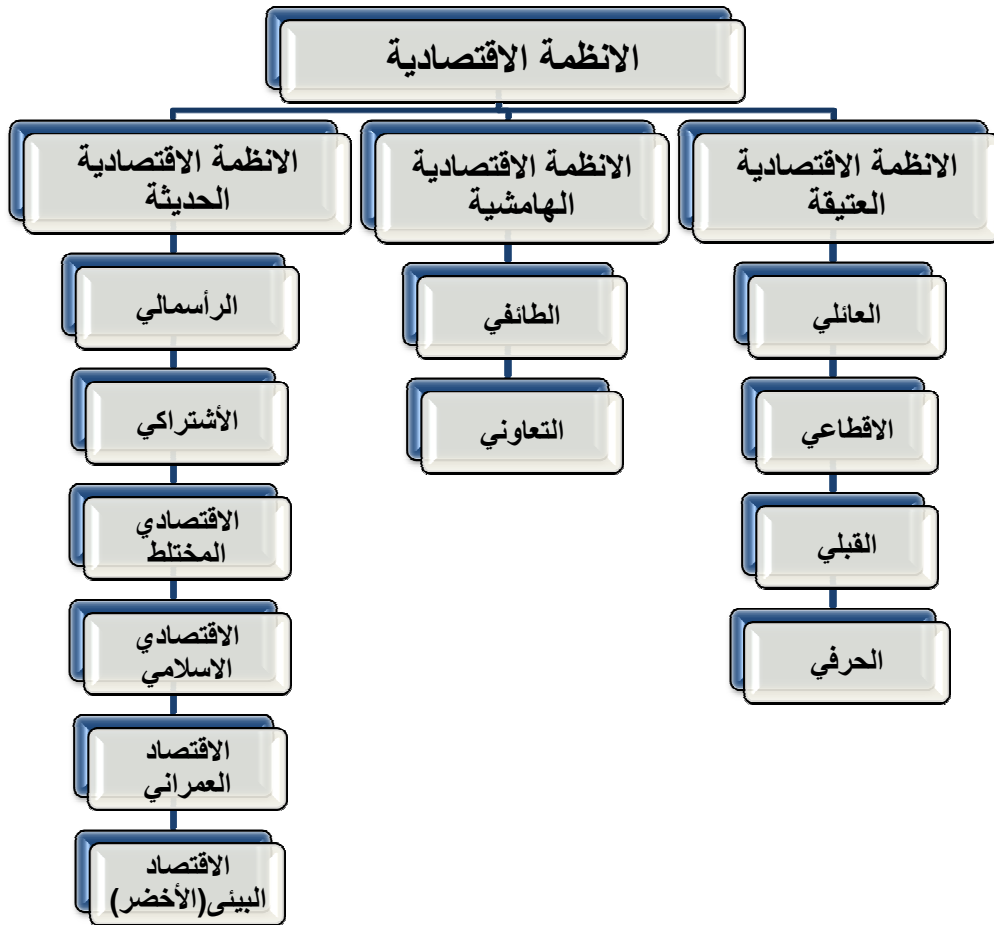 الانظمة الاقتصادية
الانظمة الاقتصادية
العتيقة
العائلي
الاقطاعي
القبلي
الحرفي
الانظمة الاقتصادية
الهامشية
الطائفي
التعاوني
الانظمة الاقتصادية
الحديثة
الرأسمالي
الأشتراكي
الاقتصادي
المختلط
الاقتصادي
الاسلامي
الاقتصاد
العمراني
الاقتصاد
البيئى(الأخضر)